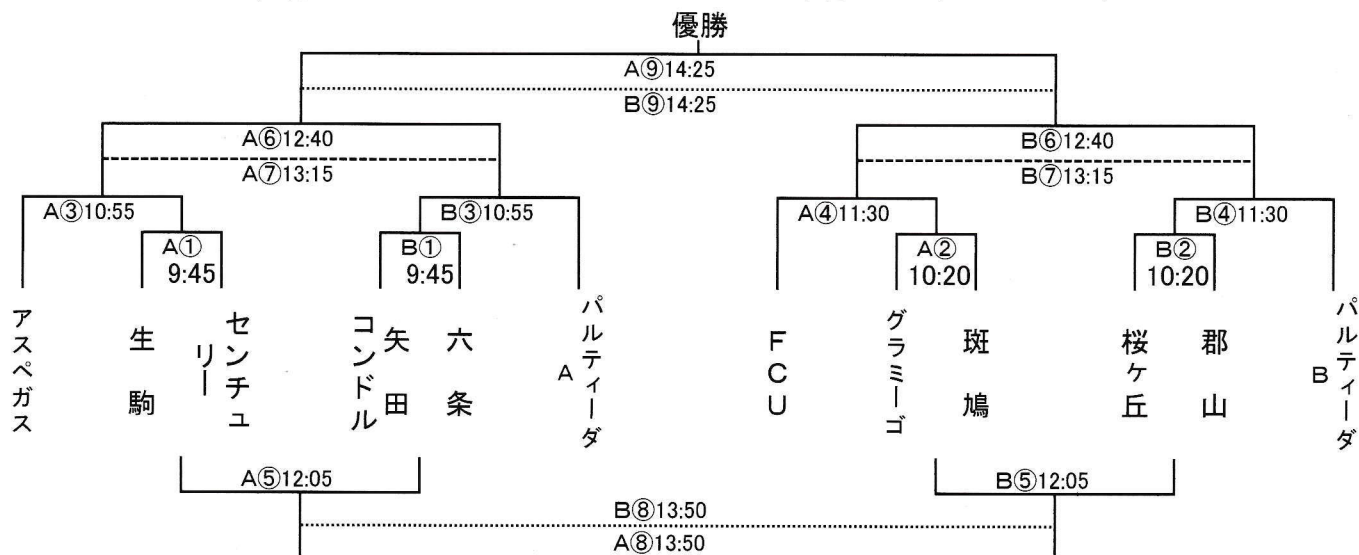 優勝
A⑨14:25
B⑨14:25
A⑥12:40
B⑥12:40
A⑦13:15
B⑦13:15
A③10:55
B③10:55
A④11:30
B④11:30
A①
9:45
B①
9:45
A②
10:20
B②
10:20
アスペガス
生駒
センチュリー
矢田コンドル
六条
パルティーダ
A
FCU
グラミーゴ
斑鳩
桜ケ丘
郡山
パルティーダ
B
A⑤12:05
B⑤12:05
B⑧13:50
A⑧13:50